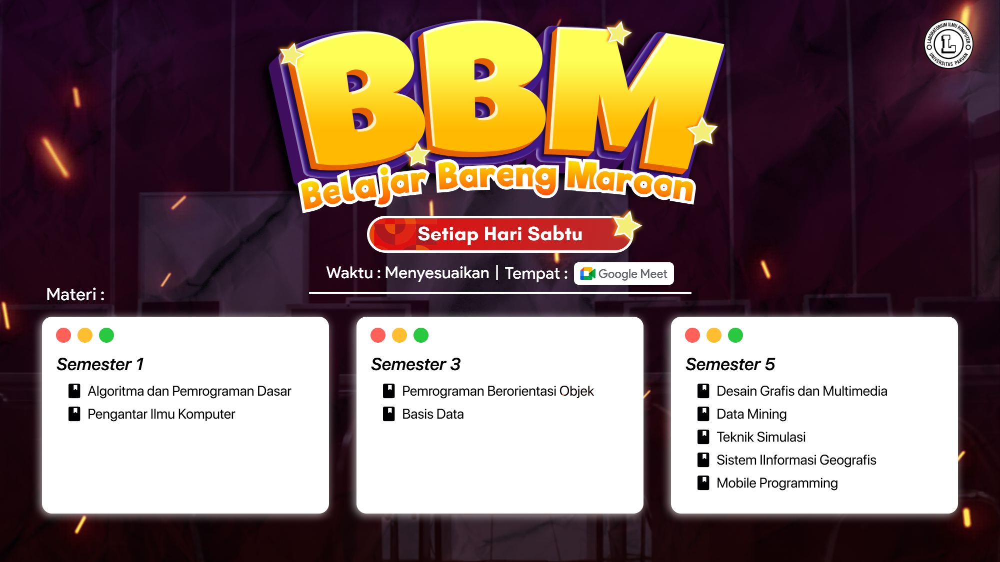 BBM
Belajar Bareng Maroon
LABORATORIUM ILMU KOMPUTER
L
UNIVERSITAS PAKUAN
Setiap Hari Sabtu
Waktu : Menyesuaikan | Tempat : Google Meet
Materi :
Semester 1
Algoritma dan Pemrograman Dasar
Pengantar Ilmu Komputer
Semester 3
Pemrograman Berorientasi Objek
Basis Data
Semester 5
Desain Grafis dan Multimedia
Data Mining
Teknik Simulasi
Sistem IInformasi Geografis
Mobile Programming